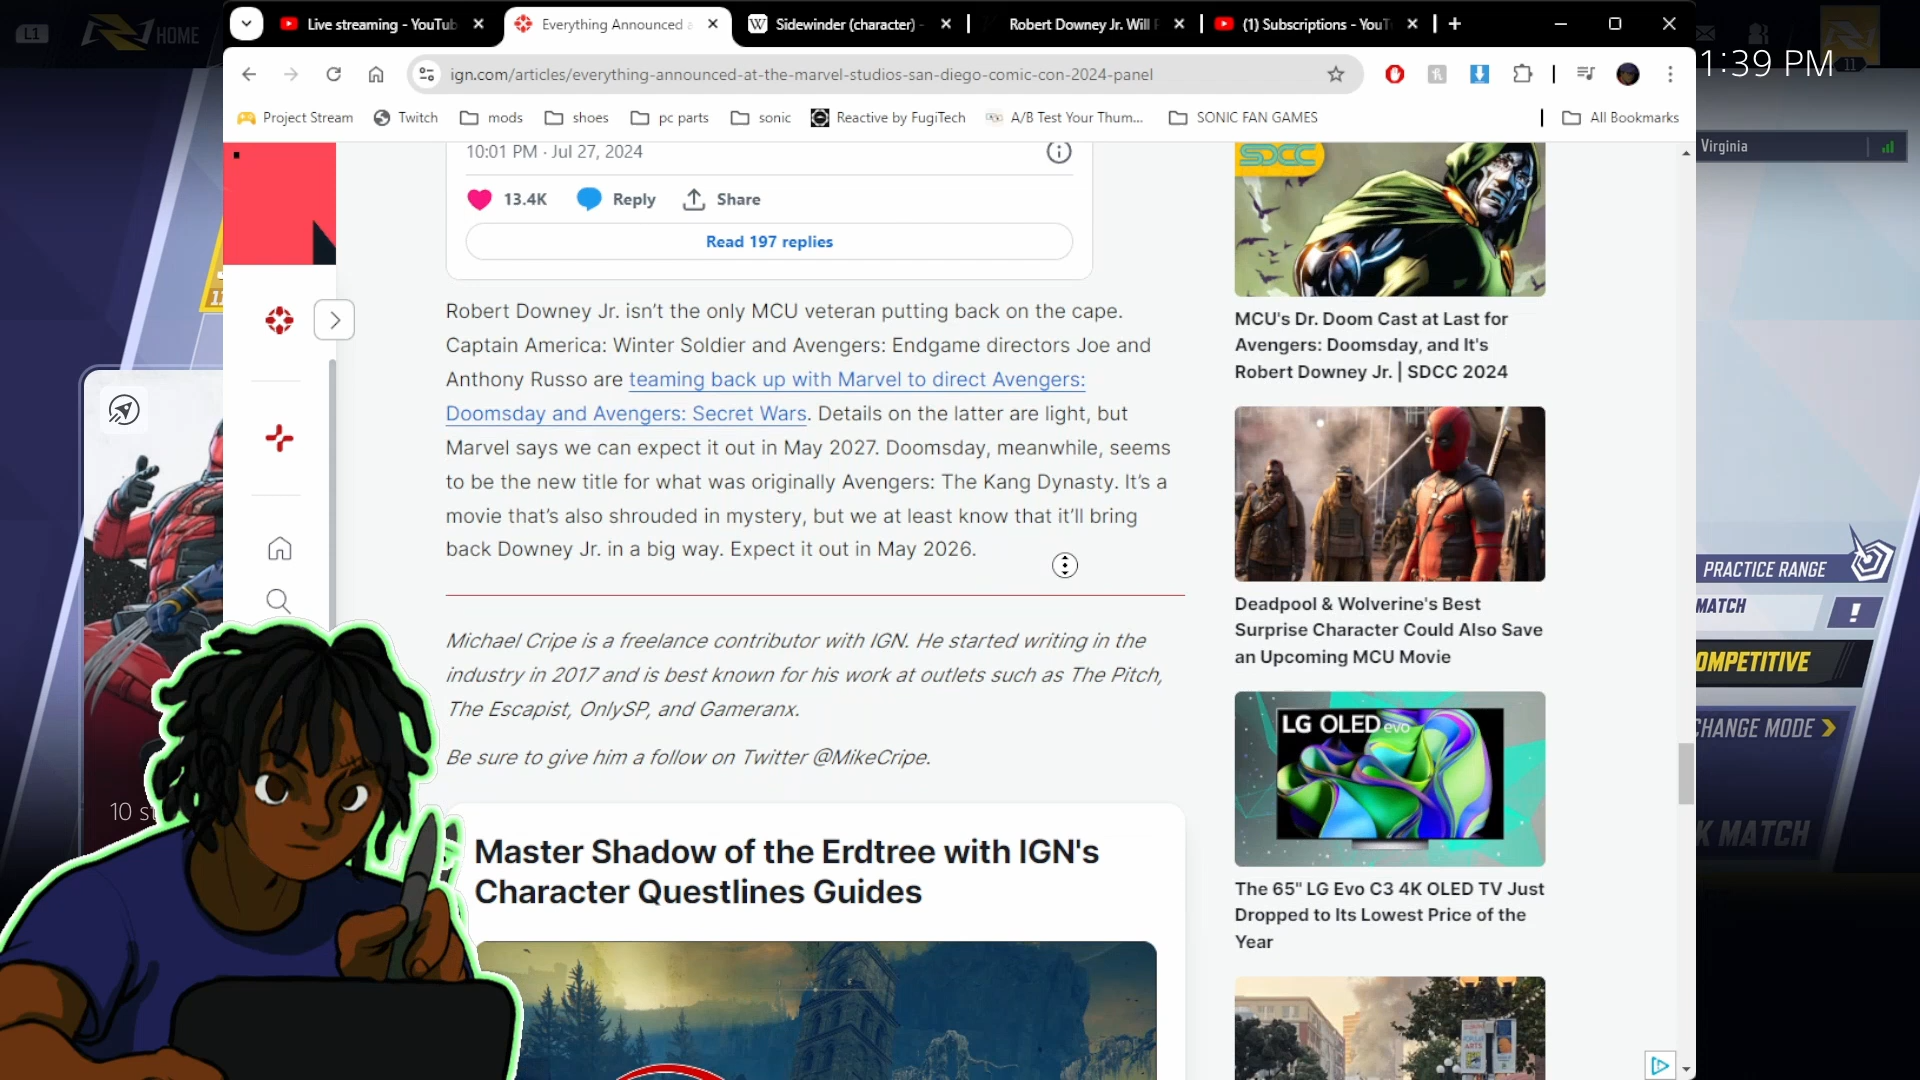 L1
HOME
Live streaming - YouTub
Everything Announced a
Sidewinder (character) -
Robert Downey Jr. Will
(1) Subscriptions - YouT
ign.com/articles/everything-announced-at-the-marvel-studios-san-diego-comic-con-2024-panel
1:39 PM
11
Project Stream
Twitch
mods
shoes
pc parts
sonic
Reactive by FugiTech
A/B Test Your Thum...
SONIC FAN GAMES
All Bookmarks
Virginia
10:01 PM · Jul 27, 2024
13.4K
Reply
Share
Read 197 replies
Robert Downey Jr. isn't the only MCU veteran putting back on the cape.
Captain America: Winter Soldier and Avengers: Endgame directors Joe and
Anthony Russo are teaming back up with Marvel to direct Avengers:
Doomsday and Avengers: Secret Wars. Details on the latter are light, but
Marvel says we can expect it out in May 2027. Doomsday, meanwhile, seems
to be the new title for what was originally Avengers: The Kang Dynasty. It's a
movie that's also shrouded in mystery, but we at least know that it'll bring
back Downey Jr. in a big way. Expect it out in May 2026.
Michael Cripe is a freelance contributor with IGN. He started writing in the
industry in 2017 and is best known for his work at outlets such as The Pitch,
The Escapist, OnlySP, and Gameranx.
Be sure to give him a follow on Twitter @MikeCripe.
Master Shadow of the Erdtree with IGN's
Character Questlines Guides
SDCC
MCU's Dr. Doom Cast at Last for
Avengers: Doomsday, and It's
Robert Downey Jr. | SDCC 2024
Deadpool & Wolverine's Best
Surprise Character Could Also Save
an Upcoming MCU Movie
LG OLED evo
The 65" LG Evo C3 4K OLED TV Just
Dropped to Its Lowest Price of the
Year
PRACTICE RANGE
MATCH
!
OMPETITIVE
CHANGE MODE
K MATCH
10 s